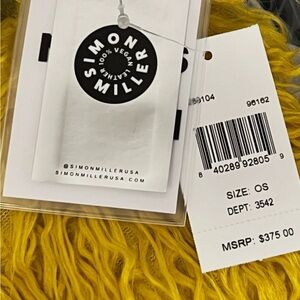 SIMON MILLER
100% VEGAN LEATHER
@SIMONMILLERUSA
SIMONMILLERUSA.COM
96162
8 40289 92805 9
SIZE: OS
DEPT: 3542
MSRP: $375.00